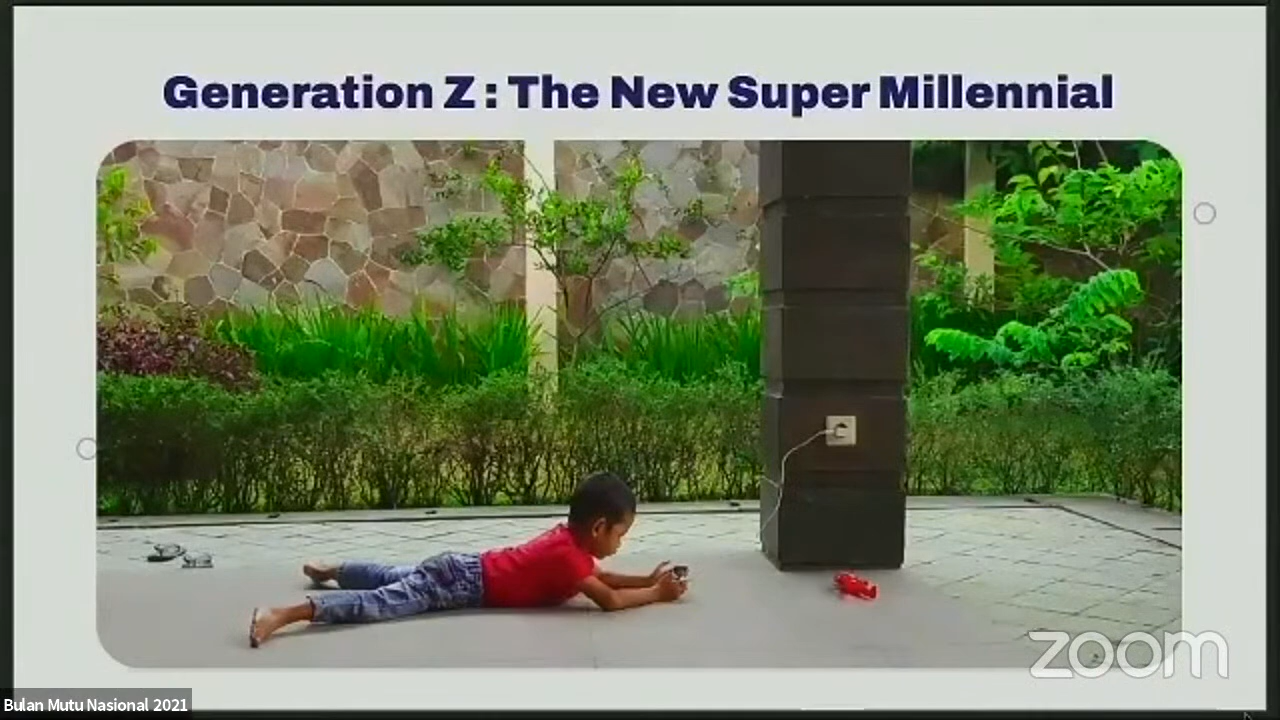 Generation Z : The New Super Millennial
zoom
Bulan Mutu Nasional 2021